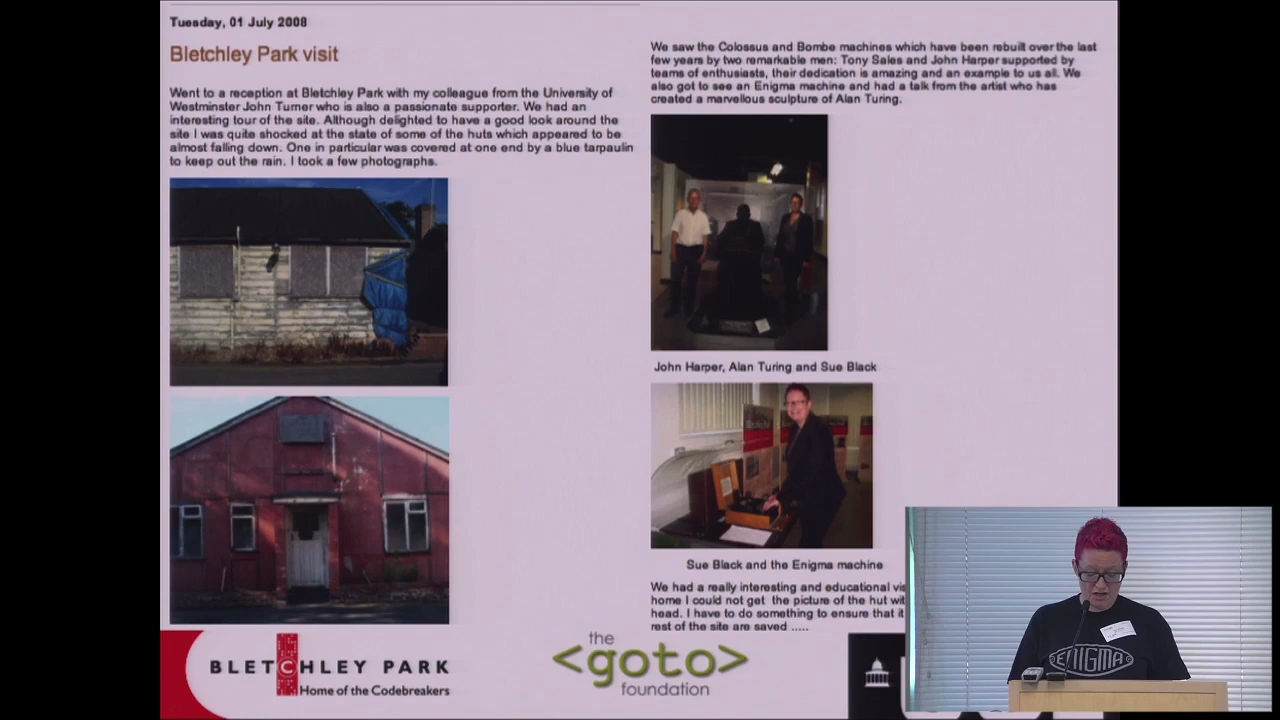 Tuesday, 01 July 2008
Bletchley Park visit
Went to a reception at Bletchley Park with my colleague from the University of
Westminster John Turner who is also a passionate supporter. We had an
interesting tour of the site. Although delighted to have a good look around the
site I was quite shocked at the state of some of the huts which appeared to be
almost falling down. One in particular was covered at one end by a blue tarpaulin
to keep out the rain. I took a few photographs.
We saw the Colossus and Bombe machines which have been rebuilt over the last
few years by two remarkable men: Tony Sales and John Harper supported by
teams of enthusiasts, their dedication is amazing and an example to us all. We
also got to see an Enigma machine and had a talk from the artist who has
created a marvellous sculpture of Alan Turing.
John Harper, Alan Turing and Sue Black
Sue Black and the Enigma machine
We had a really interesting and educational vis
home I could not get the picture of the hut wit
head. I have to do something to ensure that it
rest of the site are saved .....
BLETCHLEY PARK
Home of the Codebreakers
the
<goto>
foundation
ENIGMA